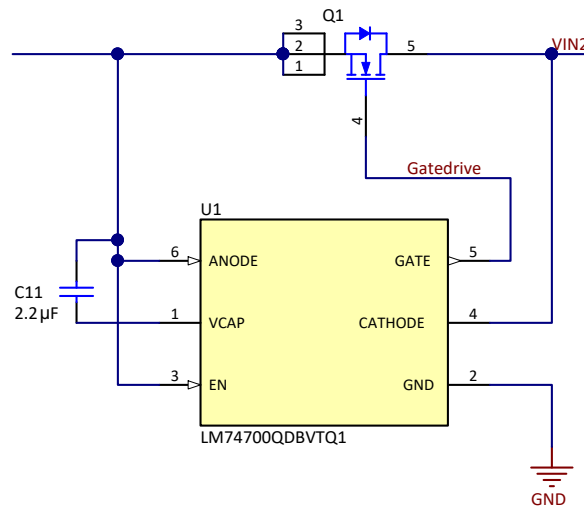 Q1
3
2
1
5
VIN2
4
Gatedrive
U1
6
ANODE
GATE
5
C11
2.2µF
1
VCAP
CATHODE
4
3
EN
GND
2
LM74700QDBVTQ1
GND